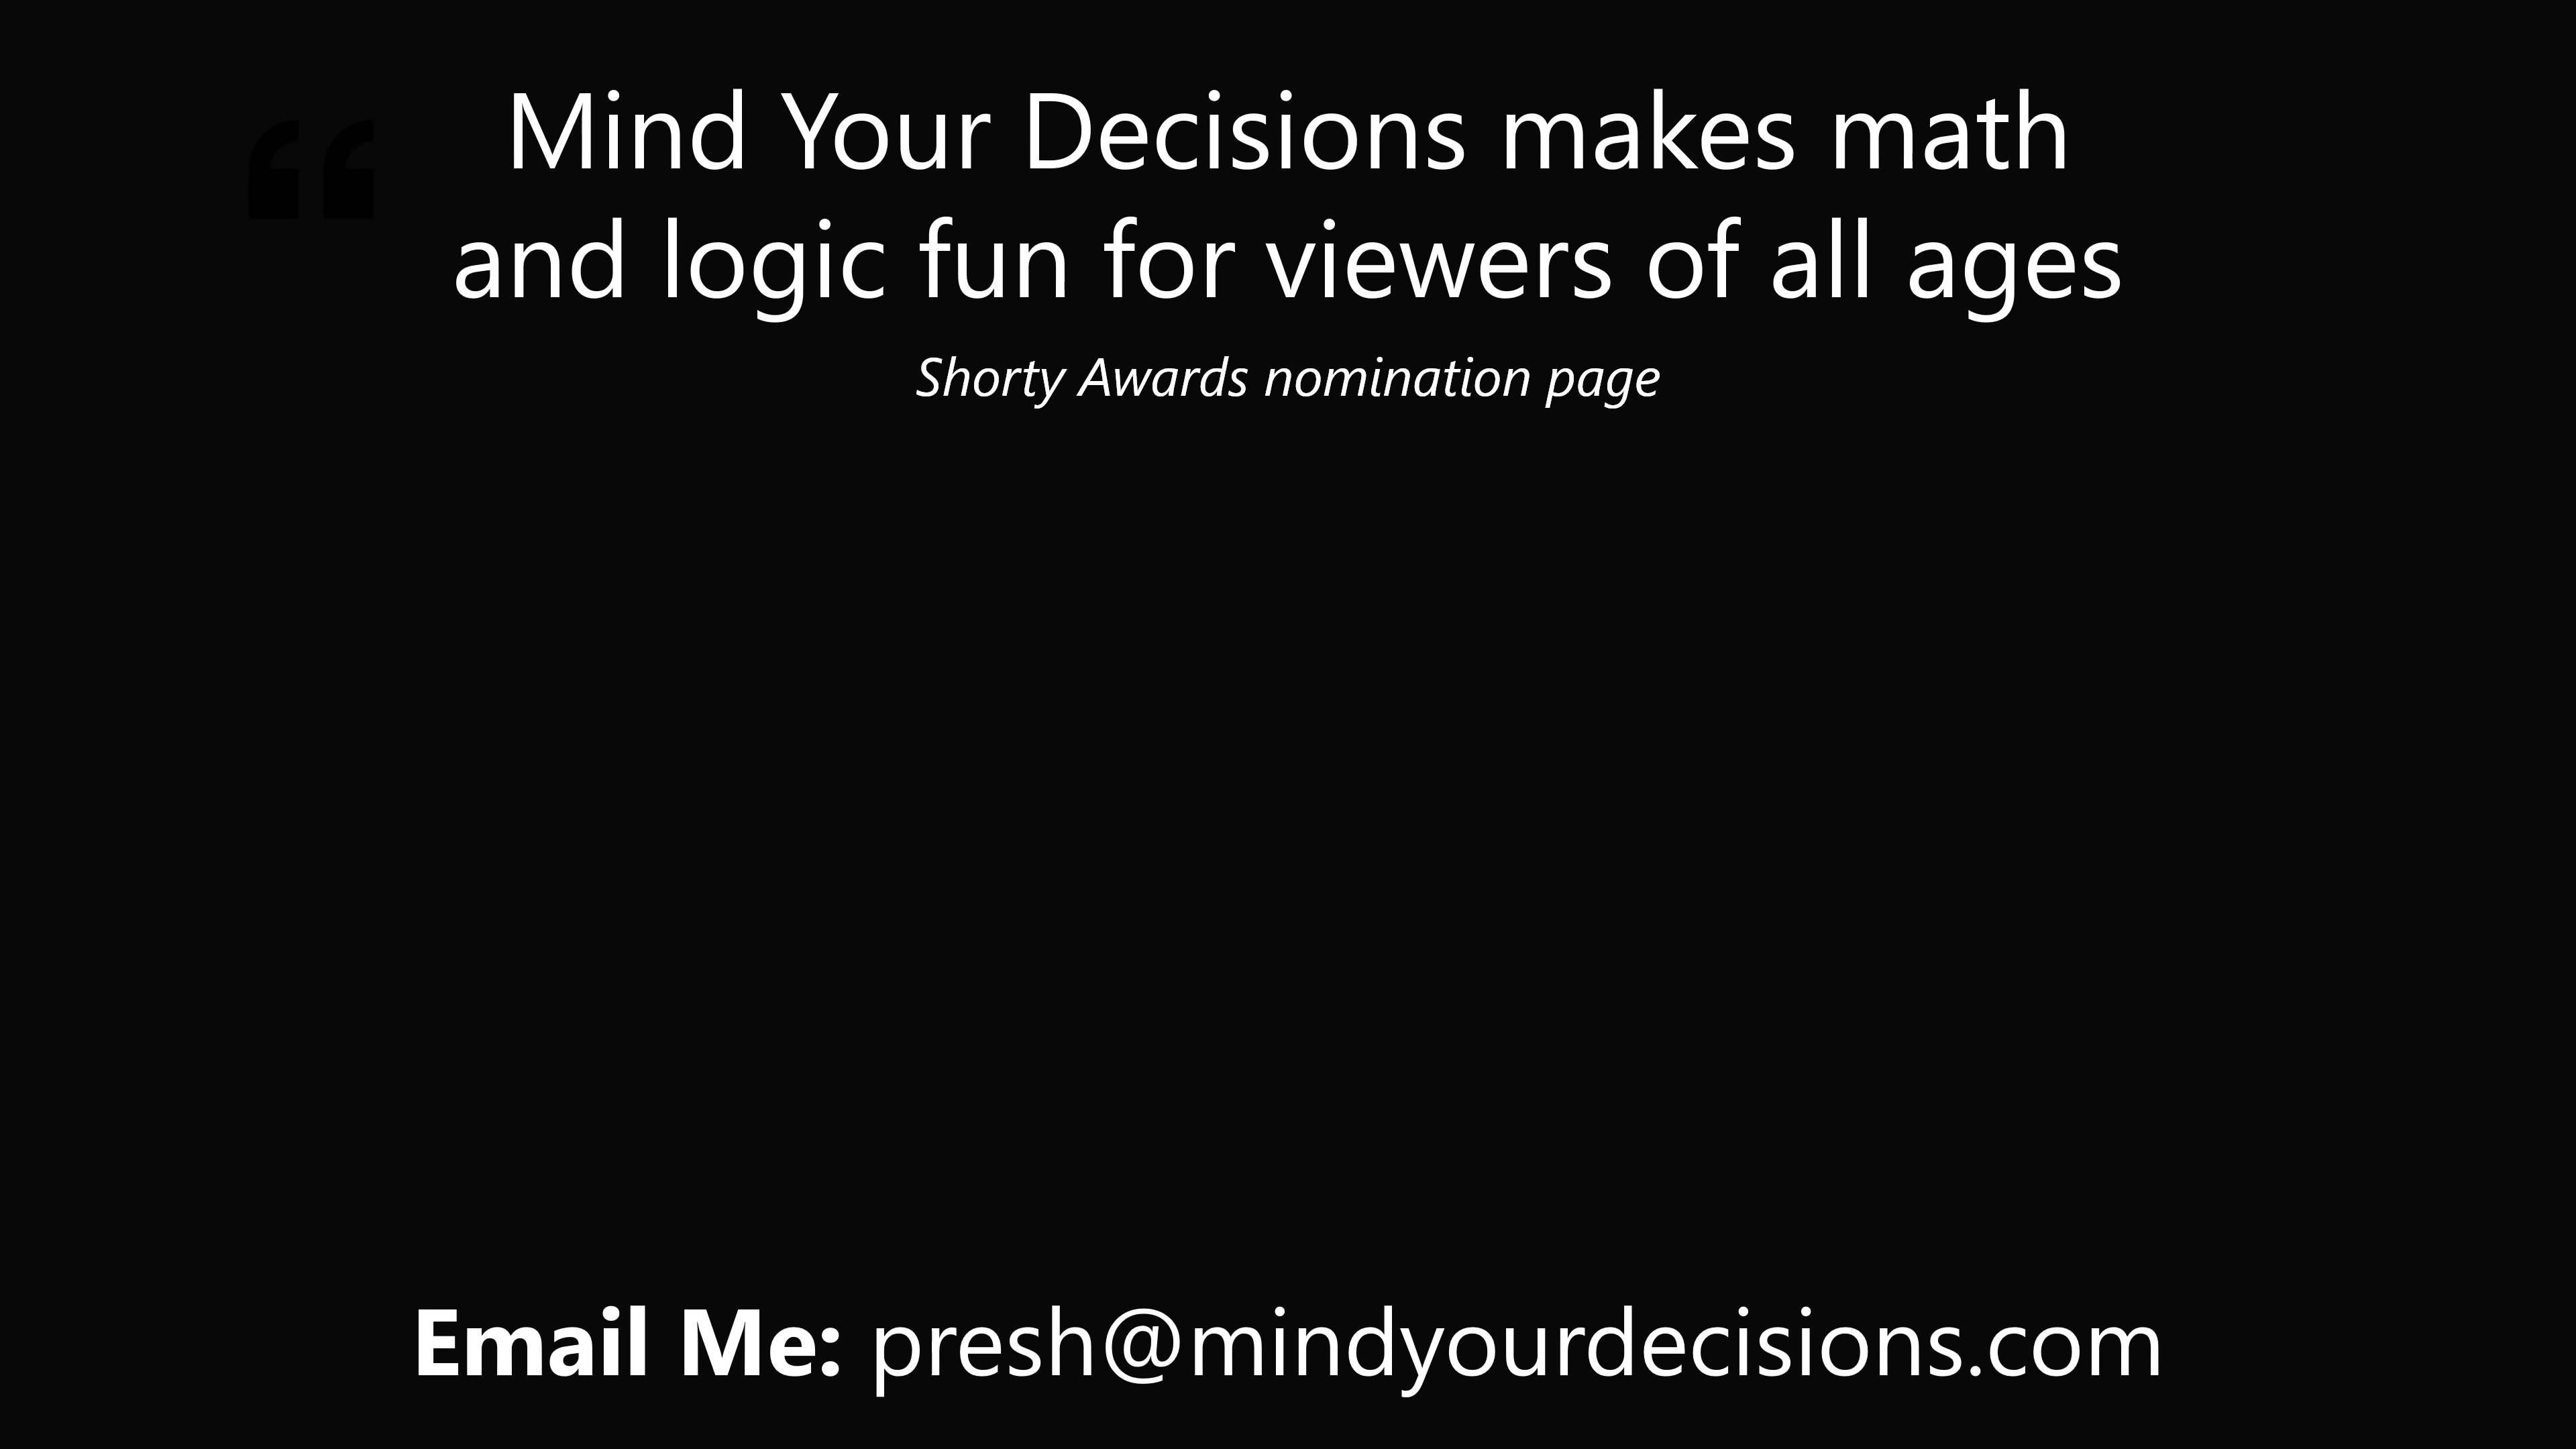 “
Mind Your Decisions makes math
and logic fun for viewers of all ages
Shorty Awards nomination page
Email Me: presh@mindyourdecisions.com